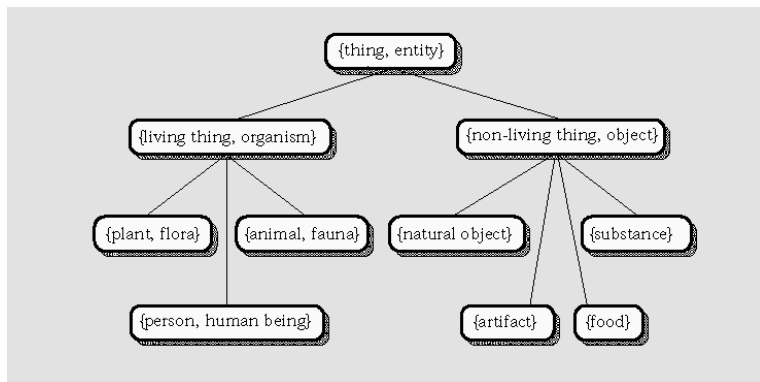 {thing, entity}
{living thing, organism}
{non-living thing, object}
{plant, flora}
{animal, fauna}
{natural object}
{substance}
{person, human being}
{artifact}
{food}